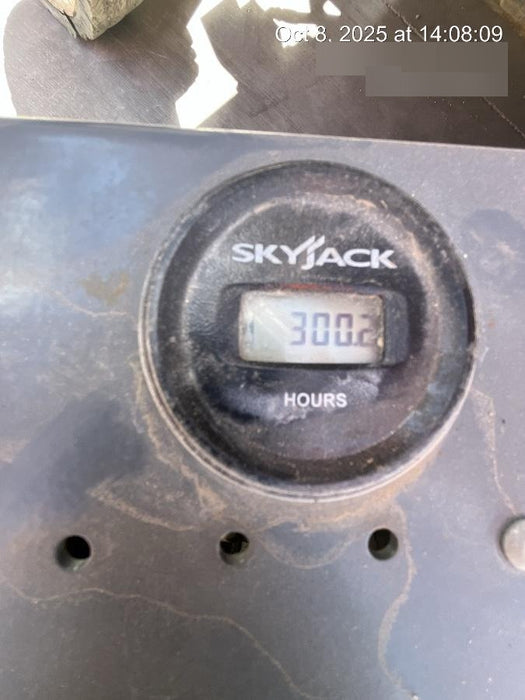 Oct 8, 2025 at 14:08:09
SKYJACK
300.2
HOURS